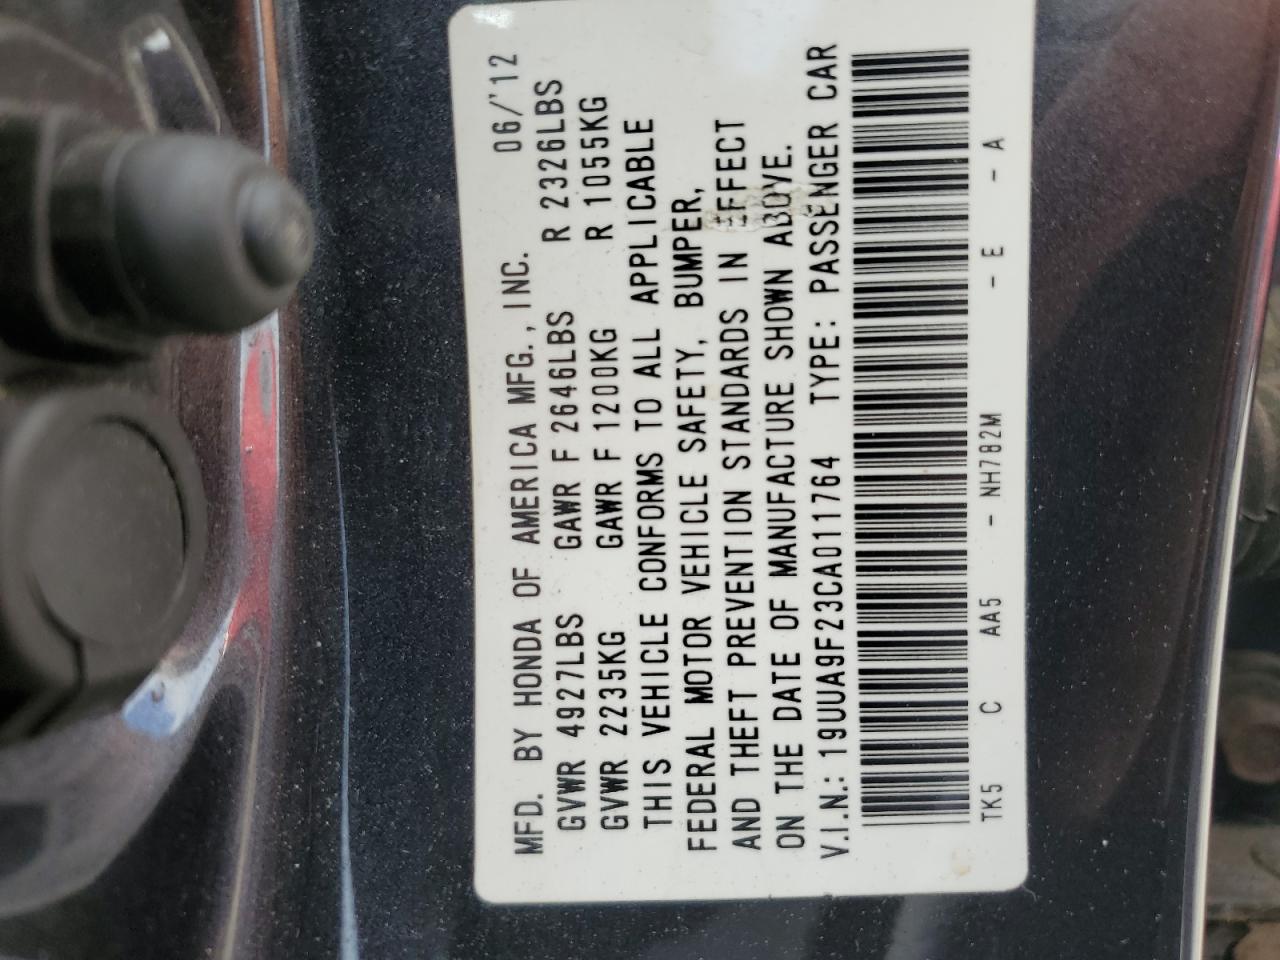 MFD. BY HONDA OF AMERICA MFG., INC. 06/'12
GVWR 4927LBS GAWR F 2646LBS R 2326LBS
GVWR 2235KG GAWR F 1200KG R 1055KG
THIS VEHICLE CONFORMS TO ALL APPLICABLE
FEDERAL MOTOR VEHICLE SAFETY, BUMPER,
AND THEFT PREVENTION STANDARDS IN EFFECT
ON THE DATE OF MANUFACTURE SHOWN ABOVE.
V.I.N.: 19UUA9F23CA011764 TYPE: PASSENGER CAR
TK5 C AA5 - NH782M - E - A